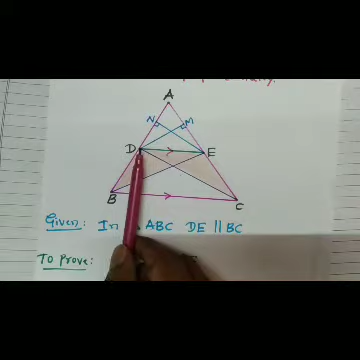 A
N M
D E
B C
Given: In ABC DE || BC
To Prove: